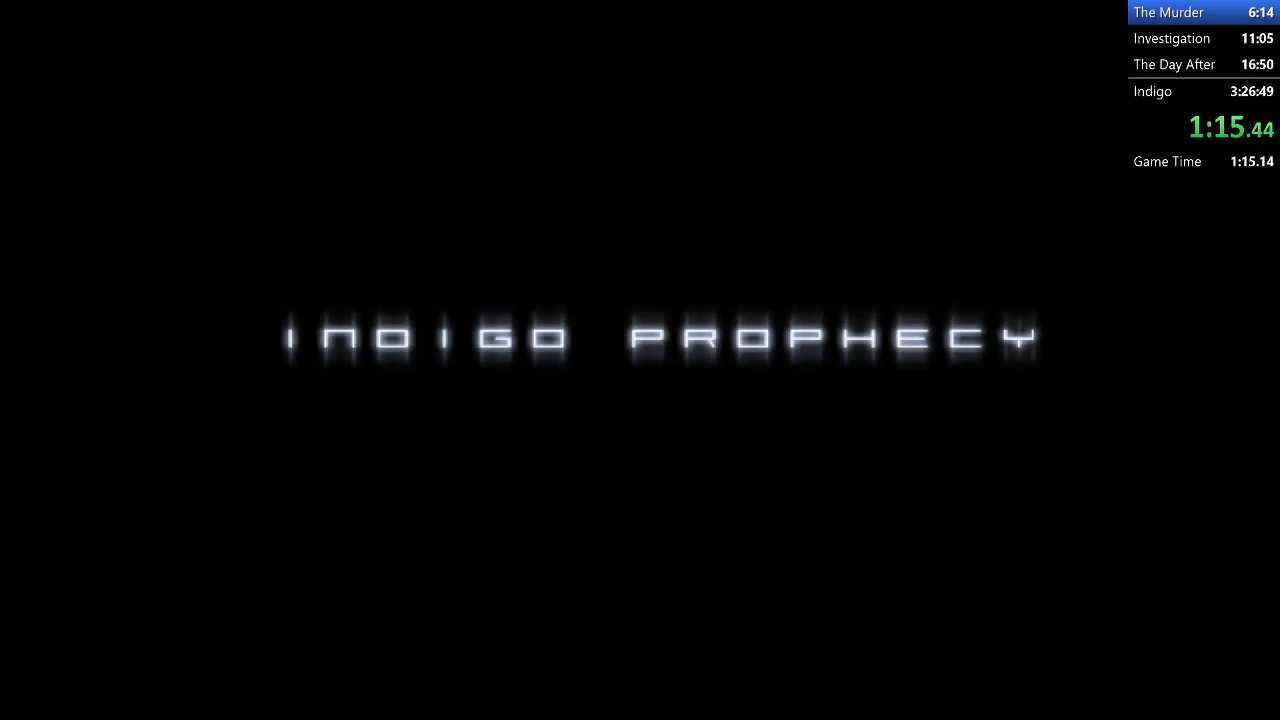 The Murder 6:14
Investigation 11:05
The Day After 16:50
Indigo 3:26:49
1:15.44
Game Time 1:15.14
INDIGO PROPHECY